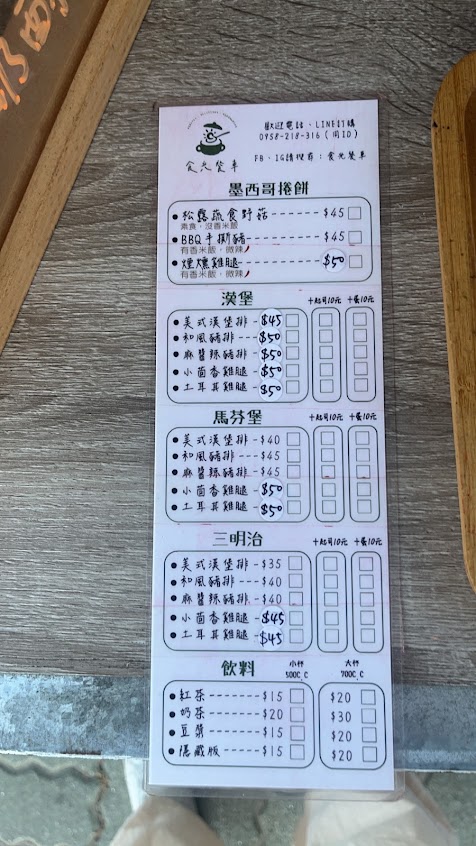 歡迎電話、LINE訂購
0958-218-316 (同ID)
食光餐車
FB、IG請搜尋：食光餐車
墨西哥捲餅
松露蔬食野菇-------$45
素食，沒香米飯
BBQ手撕豬-------$45
有香米飯，微辣
燻燻雞腿-------$50
有香米飯，微辣
漢堡 +起司10元 +蛋10元
美式漢堡排-$45
和風豬排---$50
麻醬辣豬排-$50
小茴香雞腿-$50
土耳其雞腿-$50
馬芬堡 +起司10元 +蛋10元
美式漢堡排-$40
和風豬排---$45
麻醬辣豬排-$45
小茴香雞腿-$50
土耳其雞腿-$50
三明治 +起司10元 +蛋10元
美式漢堡排-$35
和風豬排---$40
麻醬辣豬排-$40
小茴香雞腿-$45
土耳其雞腿-$45
飲料 小杯 500C_C 大杯 700C_C
紅茶-------$15 $20
奶茶-------$20 $30
豆漿-------$15 $20
隱藏版-----$15 $20